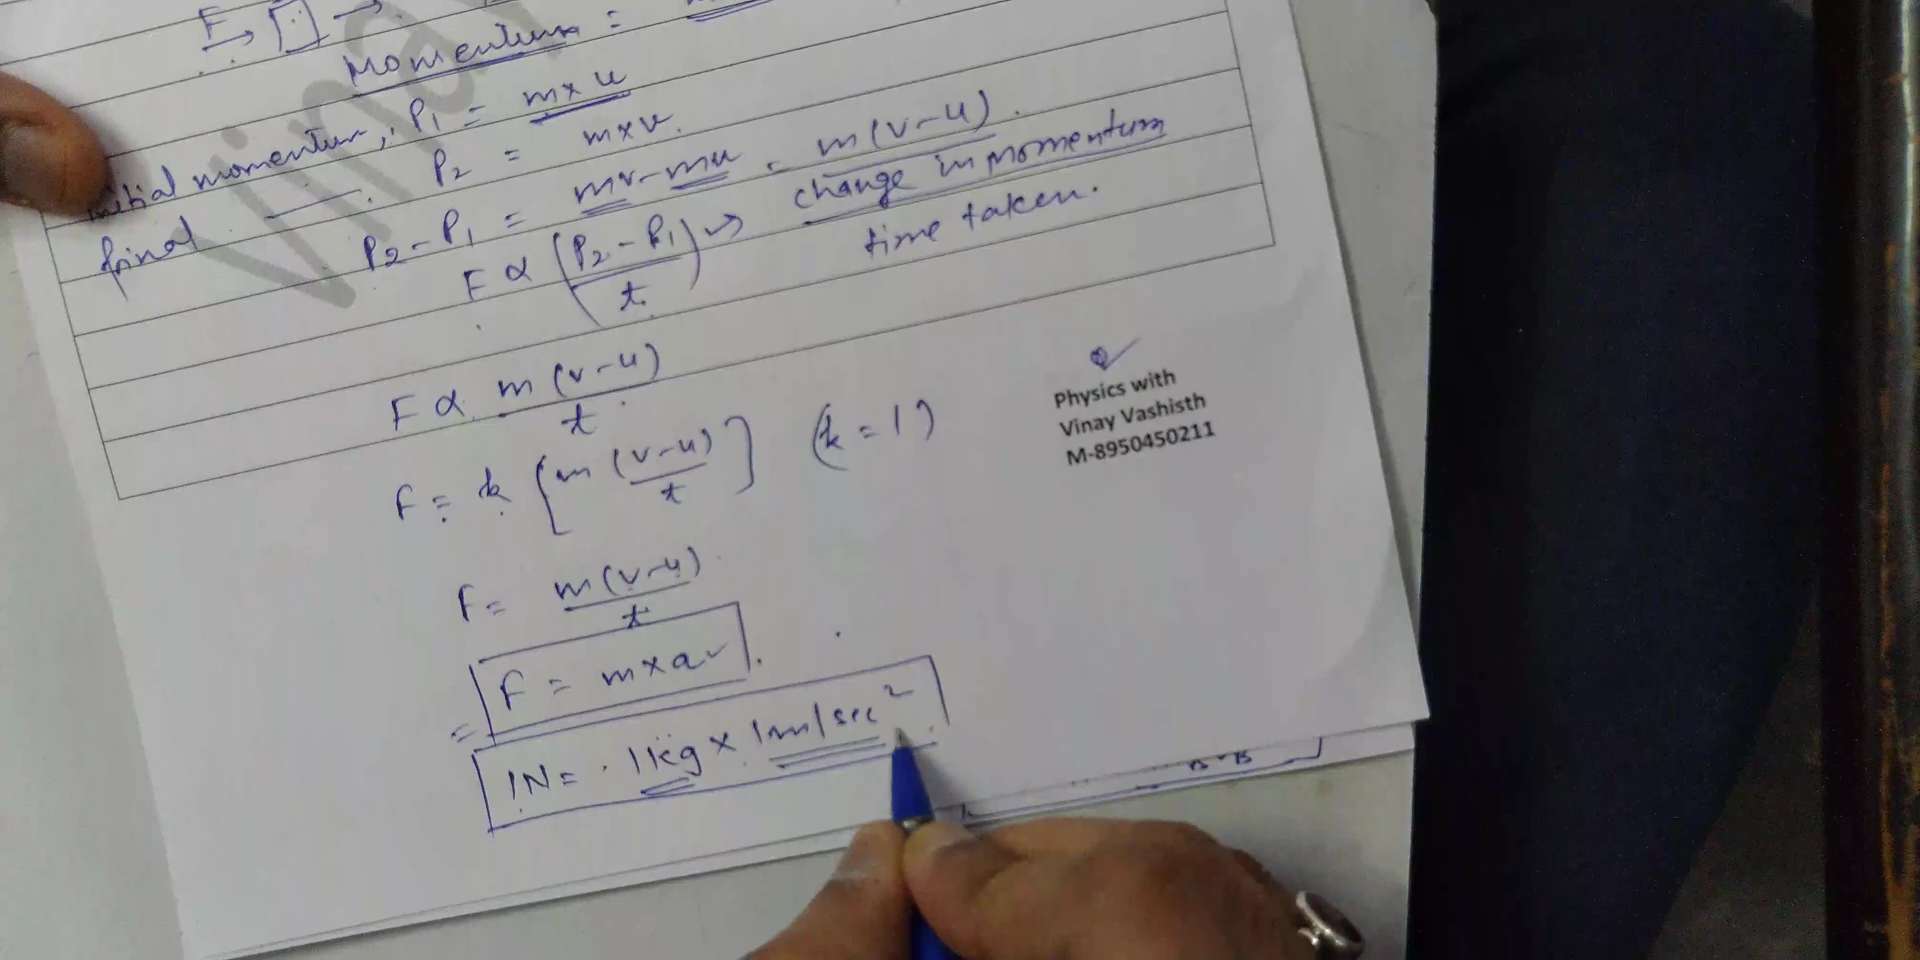 F
Momentum =
Initial momentum, P₁ = m×u
final P₂ = m×v.
P₂-P₁ = mv-mu = m(v-u).
F ∝ (P₂-P₁)/t → change in momentum
time taken.
F ∝ m(v-u)/t
F = k [m(v-u)/t] (k=1)
F = m(v-u)/t
= F = m×a
1N = 1kg × 1m/sec²
Physics with
Vinay Vashisth
M-8950450211
Vinay